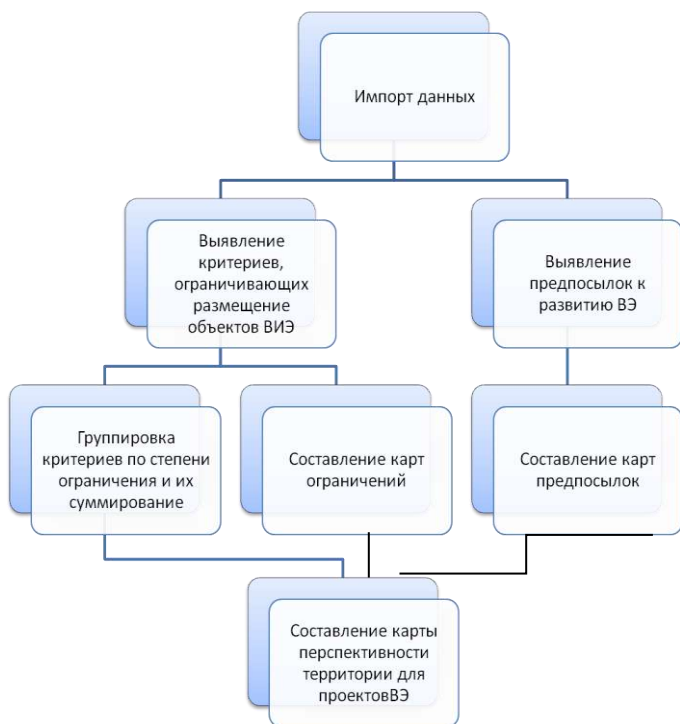 Импорт данных
Выявление
критериев,
ограничивающих
размещение
объектов ВИЭ
Выявление
предпосылок к
развитию ВЭ
Группировка
критериев по степени
ограничения и их
суммирование
Составление карт
ограничений
Составление карт
предпосылок
Составление карты
перспективности
территории для
проектовВЭ